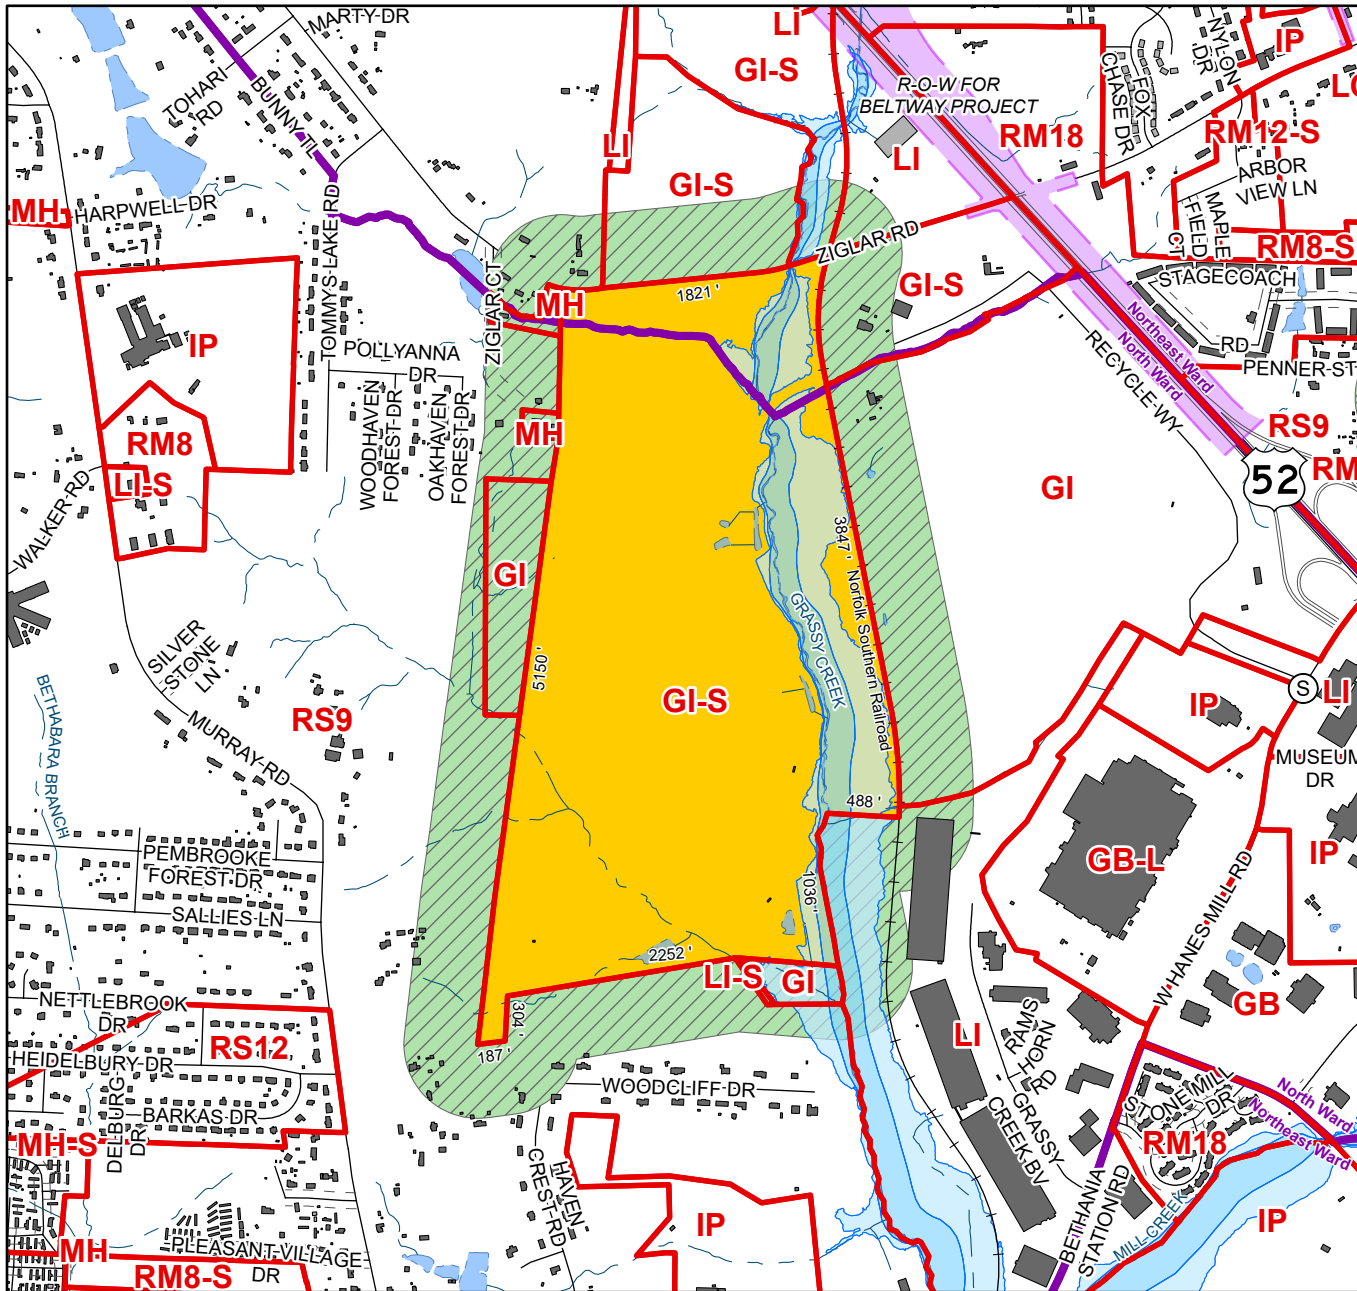 MARTY DR
LI
NYLON
DR
IP
GI-S
TOHARI
RD
BUNNY TL
R-O-W FOR
BELTWAY PROJECT
FOX
CHASE DR
LI
LI
RM18
RM12-S
GI-S
ARBOR
VIEW LN
MH
HARPWELL DR
TOMMYS LAKE RD
ZIGLAR RD
MAPLE
FIELD
CT
RM8-S
STAGECOACH
RD
ZIGLAR CT
MH
1821 '
GI-S
Northeast Ward
North Ward
IP
POLLYANNA
DR
RECYCLE WY
PENNER ST
WOODHAVEN
FOREST DR
OAKHAVEN
FOREST DR
MH
RS9
RM8
LI-S
52
RM
WALKER RD
GI
GI
3847 '
Norfolk Southern Railroad
GRASSY CREEK
SILVER
STONE
LN
5150 '
BETHABARA BRANCH
RS9
MURRAY RD
GI-S
IP
S
LI
MUSEUM
DR
488 '
PEMBROOKE
FOREST DR
GB-L
IP
SALLIES LN
1036 '
W HANES MILL RD
2252 '
LI-S
GI
NETTLEBROOK
DR
304 '
187 '
RS12
HEIDELBURY DR
LI
RAMS
HORN
RD
GB
WOODCLIFF DR
DELBURG
DR
BARKAS DR
GRASSY
CREEK BV
STONE MILL
DR
North Ward
Northeast Ward
MH-S
RM18
HAVEN
CREST RD
BETHANIA
STATION RD
MILL CREEK
IP
IP
MH
PLEASANT VILLAGE
DR
RM8-S